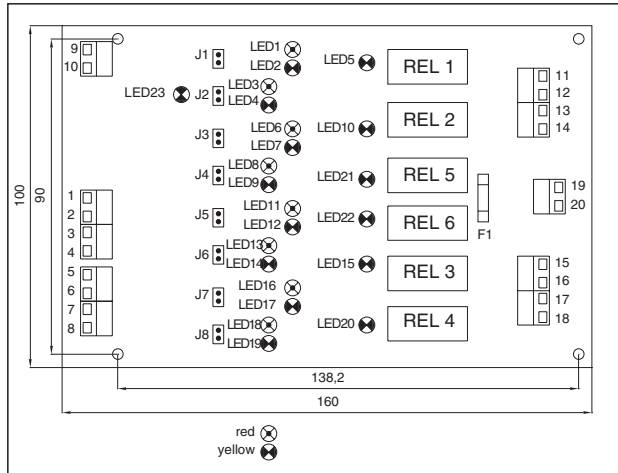 9
10
J1
LED1
LED2
LED5
REL 1
11
12
LED23
J2
LED3
LED4
13
14
J3
LED6
LED7
LED10
REL 2
J4
LED8
LED9
LED21
REL 5
19
20
1
2
3
4
J5
LED11
LED12
LED22
REL 6
F1
5
6
J6
LED13
LED14
LED15
REL 3
15
16
7
8
J7
LED16
LED17
17
18
J8
LED18
LED19
LED20
REL 4
100
90
138,2
160
red
yellow